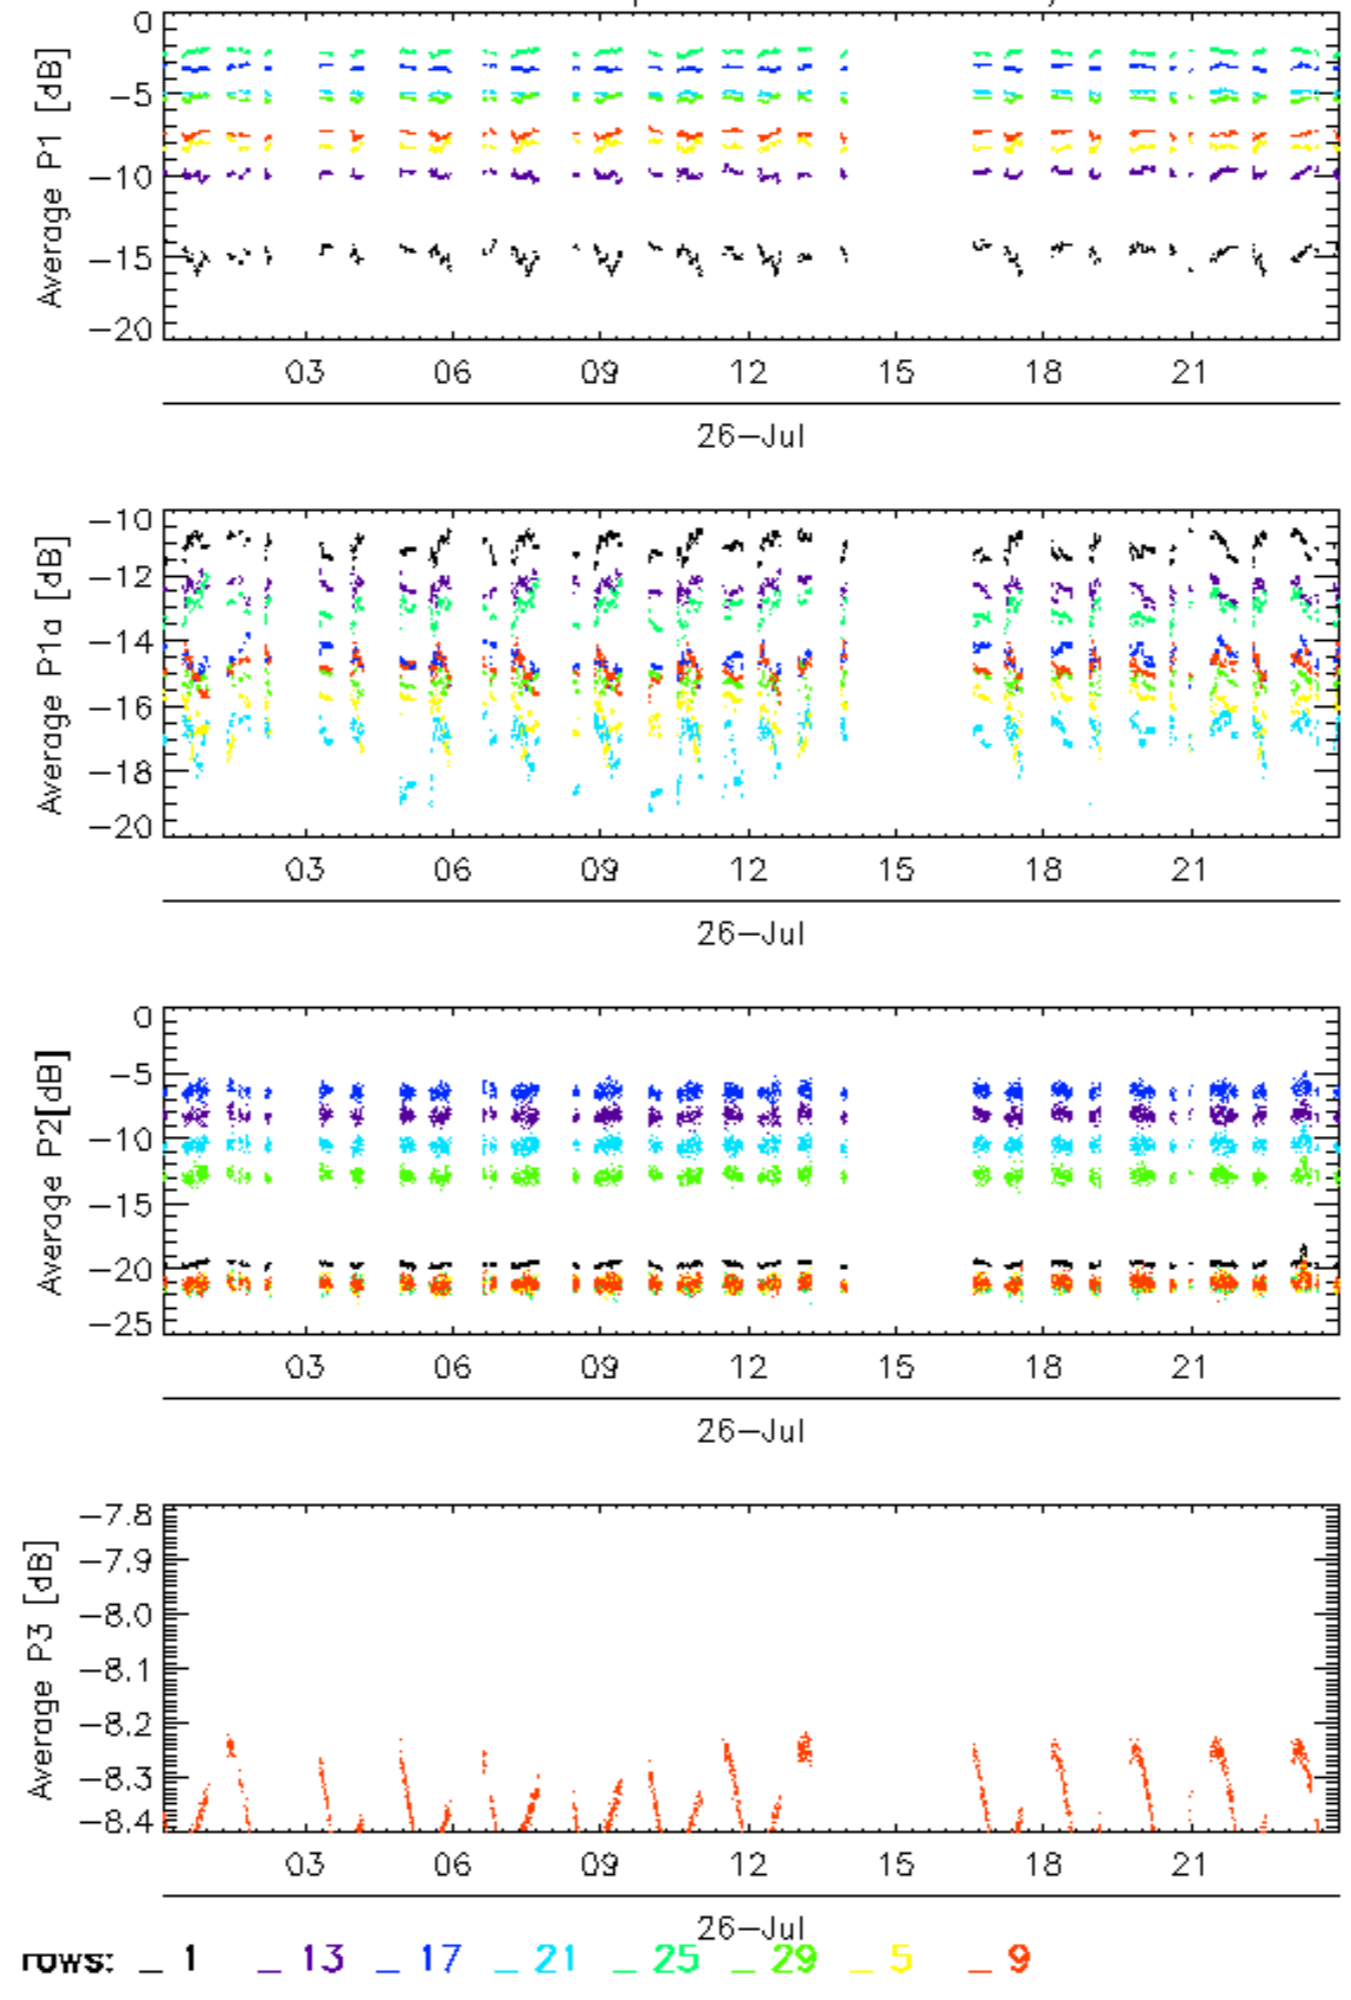 0
−5
−10
−15
−20
Average P1 [dB]
03 06 09 12 15 18 21
26−Jul
−10
−12
−14
−16
−18
−20
Average P1a [dB]
03 06 09 12 15 18 21
26−Jul
0
−5
−10
−15
−20
−25
Average P2[dB]
03 06 09 12 15 18 21
26−Jul
−7.8
−7.9
−8.0
−8.1
−8.2
−8.3
−8.4
Average P3 [dB]
03 06 09 12 15 18 21
26−Jul
rows: _ 1 _ 13 _ 17 _ 21 _ 25 _ 29 _ 5 _ 9